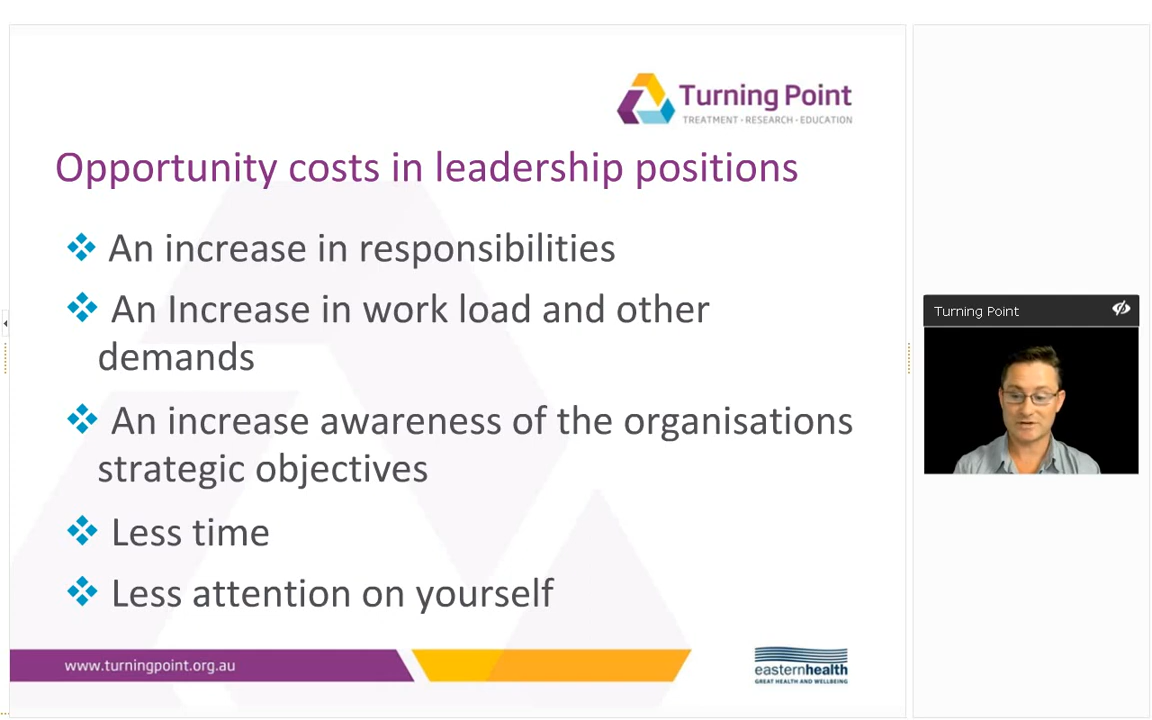 Turning Point
TREATMENT • RESEARCH • EDUCATION
Opportunity costs in leadership positions
An increase in responsibilities
An Increase in work load and other
demands
An increase awareness of the organisations
strategic objectives
Less time
Less attention on yourself
www.turningpoint.org.au
easternhealth
GREAT HEALTH AND WELLBEING
Turning Point